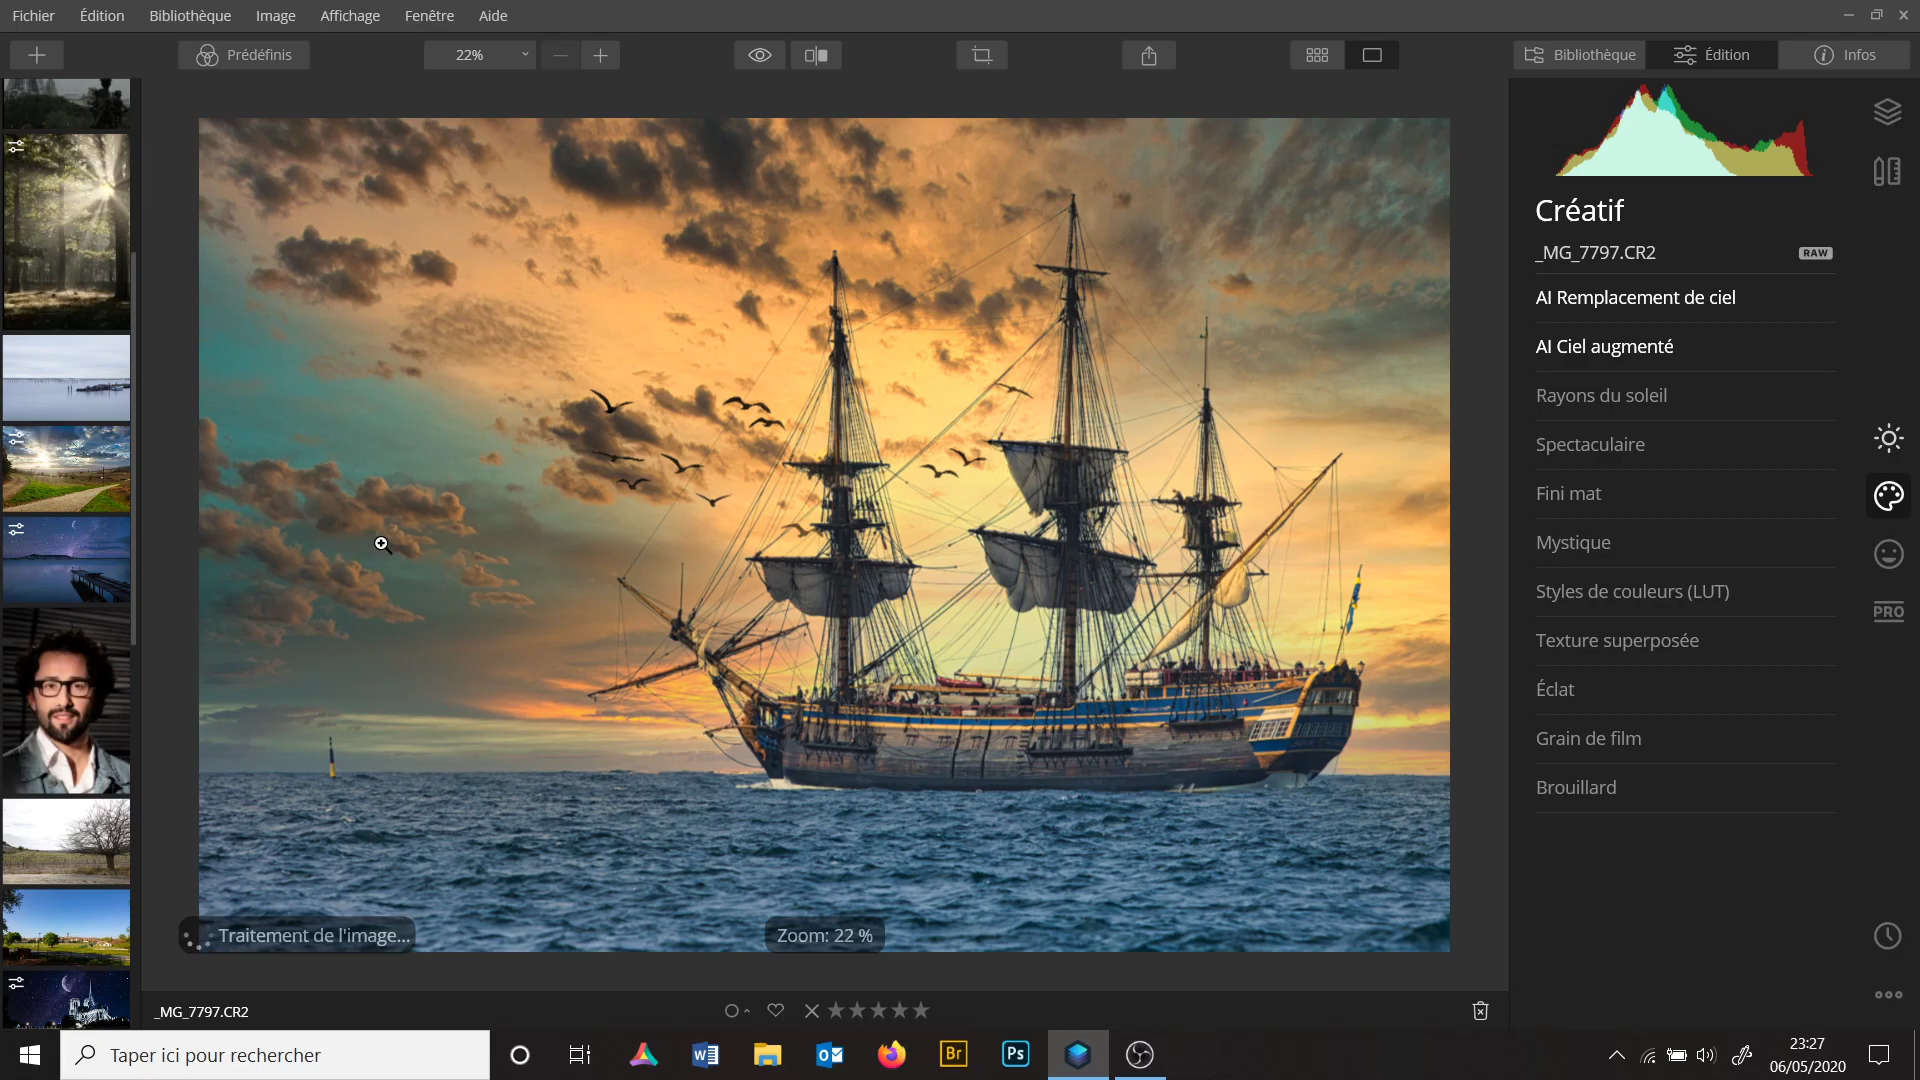 Fichier Édition Bibliothèque Image Affichage Fenêtre Aide
Prédéfinis 22% Bibliothèque Édition Infos
Créatif
_MG_7797.CR2 RAW
AI Remplacement de ciel
AI Ciel augmenté
Rayons du soleil
Spectaculaire
Fini mat
Mystique
Styles de couleurs (LUT)
PRO
Texture superposée
Éclat
Grain de film
Brouillard
Traitement de l'image... Zoom: 22 %
_MG_7797.CR2
Taper ici pour rechercher
Br
Ps
23:27
06/05/2020